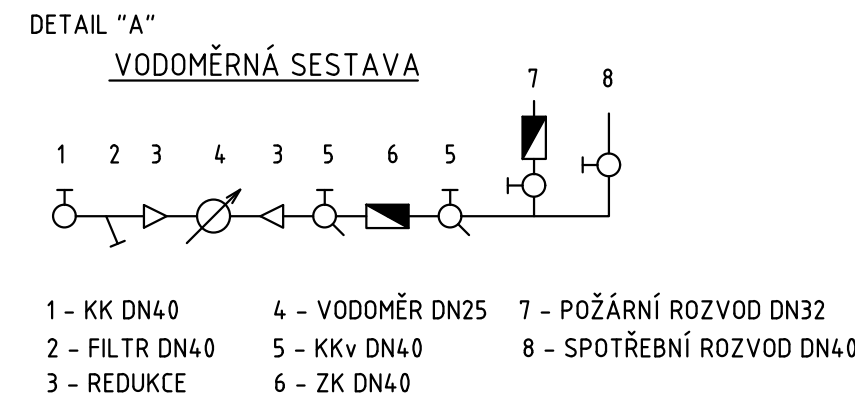 DETAIL "A"
VODOMĚRNÁ SESTAVA
7 8
1 2 3 4 3 5 6 5
1 - KK DN40
2 - FILTR DN40
3 - REDUKCE
4 - VODOMĚR DN25
5 - KKv DN40
6 - ZK DN40
7 - POŽÁRNÍ ROZVOD DN32
8 - SPOTŘEBNÍ ROZVOD DN40